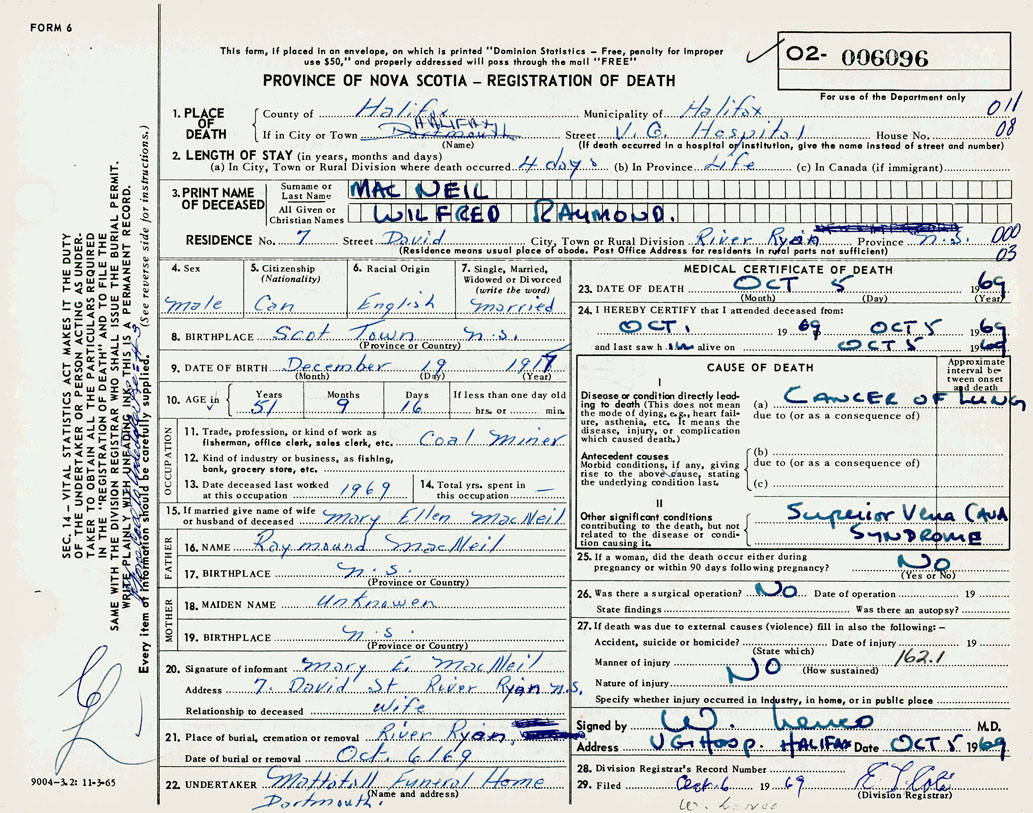 FORM 6
This form, if placed in an envelope, on which is printed "Dominion Statistics – Free, penalty for improper
use $50," and properly addressed will pass through the mail "FREE"
PROVINCE OF NOVA SCOTIA – REGISTRATION OF DEATH
02- 006096
For use of the Department only
011
08
1. PLACE OF DEATH County of Halifax Municipality of Halifax
If in City or Town Dartmouth HALIFAX Street V. G. Hospital House No.
(Name) (If death occurred in a hospital or institution, give the name instead of street and number)
2. LENGTH OF STAY (in years, months and days)
(a) In City, Town or Rural Division where death occurred 4 days (b) In Province Life (c) In Canada (if immigrant)
3. PRINT NAME OF DECEASED Surname or Last Name MAC NEIL
All Given or Christian Names WILFRED RAYMOND.
RESIDENCE No. 7 Street David City, Town or Rural Division River Ryan Province N.S.
(Residence means usual place of abode. Post Office Address for residents in rural parts not sufficient)
000
03
4. Sex 5. Citizenship (Nationality) 6. Racial Origin 7. Single, Married, Widowed or Divorced (write the word)
male Can English married
8. BIRTHPLACE Scot Town N.S.
(Province or Country)
9. DATE OF BIRTH December 19 1917
(Month) (Day) (Year)
10. AGE in Years Months Days If less than one day old
51 9 16 hrs. or min.
OCCUPATION
11. Trade, profession, or kind of work as fisherman, office clerk, sales clerk, etc. Coal Miner
12. Kind of industry or business, as fishing, bank, grocery store, etc.
13. Date deceased last worked at this occupation 1969 14. Total yrs. spent in this occupation —
15. If married give name of wife or husband of deceased Mary Ellen MacNeil
FATHER
16. NAME Raymound MacNeil
17. BIRTHPLACE N.S.
(Province or Country)
MOTHER
18. MAIDEN NAME Unknowen
19. BIRTHPLACE N.S.
(Province or Country)
20. Signature of informant Mary E. MacNeil
Address 7. David St River Ryan N.S.
Relationship to deceased Wife
21. Place of burial, cremation or removal River Ryan,
Date of burial or removal Oct. 6/69
22. UNDERTAKER Mattatall Funeral Home
(Name and address)
Dartmouth.
MEDICAL CERTIFICATE OF DEATH
23. DATE OF DEATH OCT 5 1969
(Month) (Day) (Year)
24. I HEREBY CERTIFY that I attended deceased from:
OCT. 1969 OCT 5 1969
and last saw him alive on OCT 5 1969
CAUSE OF DEATH
Approximate interval between onset and death
I
Disease or condition directly leading to death (This does not mean the mode of dying, e.g., heart failure, asthenia, etc. It means the disease, injury, or complication which caused death.)
(a) CANCER OF LUNG
due to (or as a consequence of)
Antecedent causes
Morbid conditions, if any, giving rise to the above cause, stating the underlying condition last.
(b)
due to (or as a consequence of)
(c)
II
Other significant conditions contributing to the death, but not related to the disease or condition causing it.
Superior Vena CAVA
SYNDROME
25. If a woman, did the death occur either during pregnancy or within 90 days following pregnancy? No
(Yes or No)
26. Was there a surgical operation? No Date of operation 19
State findings Was there an autopsy?
27. If death was due to external causes (violence) fill in also the following: –
Accident, suicide or homicide? Date of injury 19
(State which)
Manner of injury 162.1
(How sustained)
Nature of injury NO
Specify whether injury occurred in Industry, in home, or in public place
Signed by W. Lenco M.D.
Address V G HOSP. HALIFAX Date OCT 5 1969
28. Division Registrar's Record Number
29. Filed Oct. 6 1969
(Division Registrar)
SEC. 14 – VITAL STATISTICS ACT MAKES IT THE DUTY
OF THE UNDERTAKER OR PERSON ACTING AS UNDER-
TAKER TO OBTAIN ALL THE PARTICULARS REQUIRED
IN THE "REGISTRATION OF DEATH" AND TO FILE THE
SAME WITH THE DIVISION REGISTRAR WHO SHALL ISSUE THE BURIAL PERMIT.
WRITE PLAINLY WITH UNFADING INK. THIS IS A PERMANENT RECORD.
Every item of information should be carefully supplied. (See reverse side for instructions.)
9004–3.2: 11-3-65